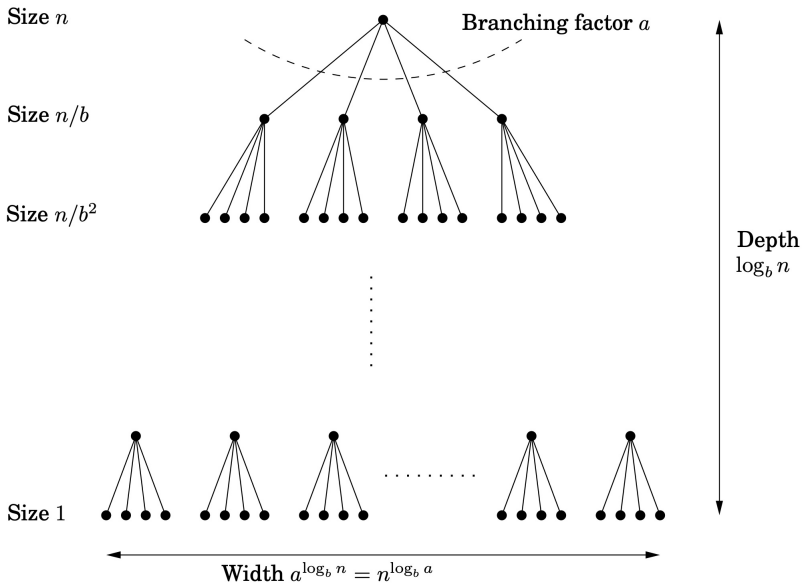 Size n
Branching factor a
Size n/b
Size n/b²
Depth
log_b n
Size 1
Width a^{log_b n} = n^{log_b a}